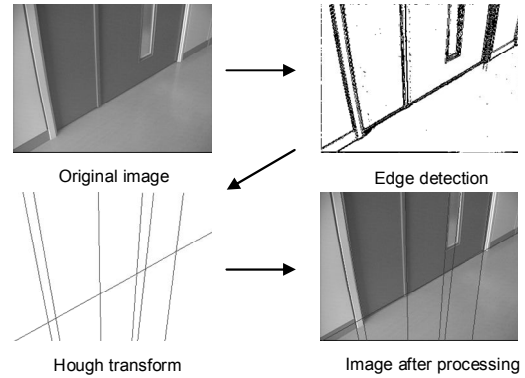 Original image
Edge detection
Hough transform
Image after processing